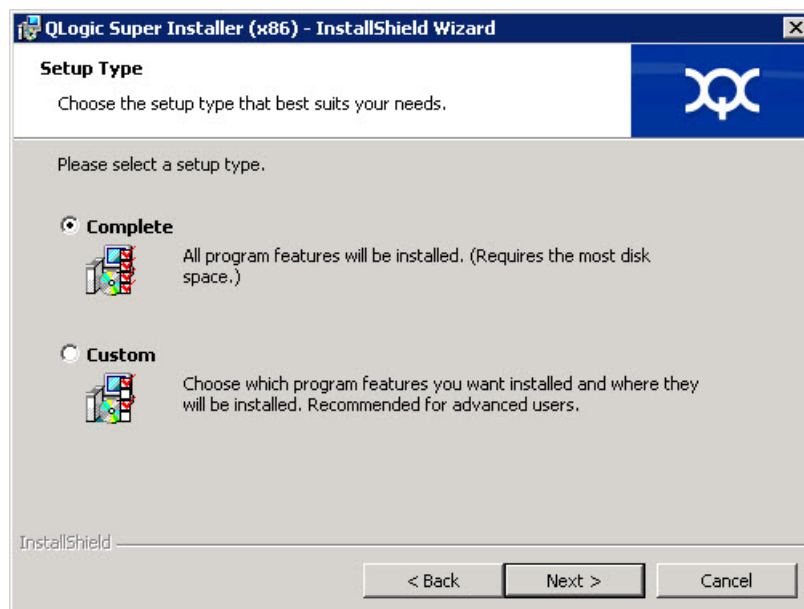 QLogic Super Installer (x86) - InstallShield Wizard
Setup Type
Choose the setup type that best suits your needs.
Please select a setup type.
Complete
All program features will be installed. (Requires the most disk
space.)
Custom
Choose which program features you want installed and where they
will be installed. Recommended for advanced users.
InstallShield
< Back
Next >
Cancel